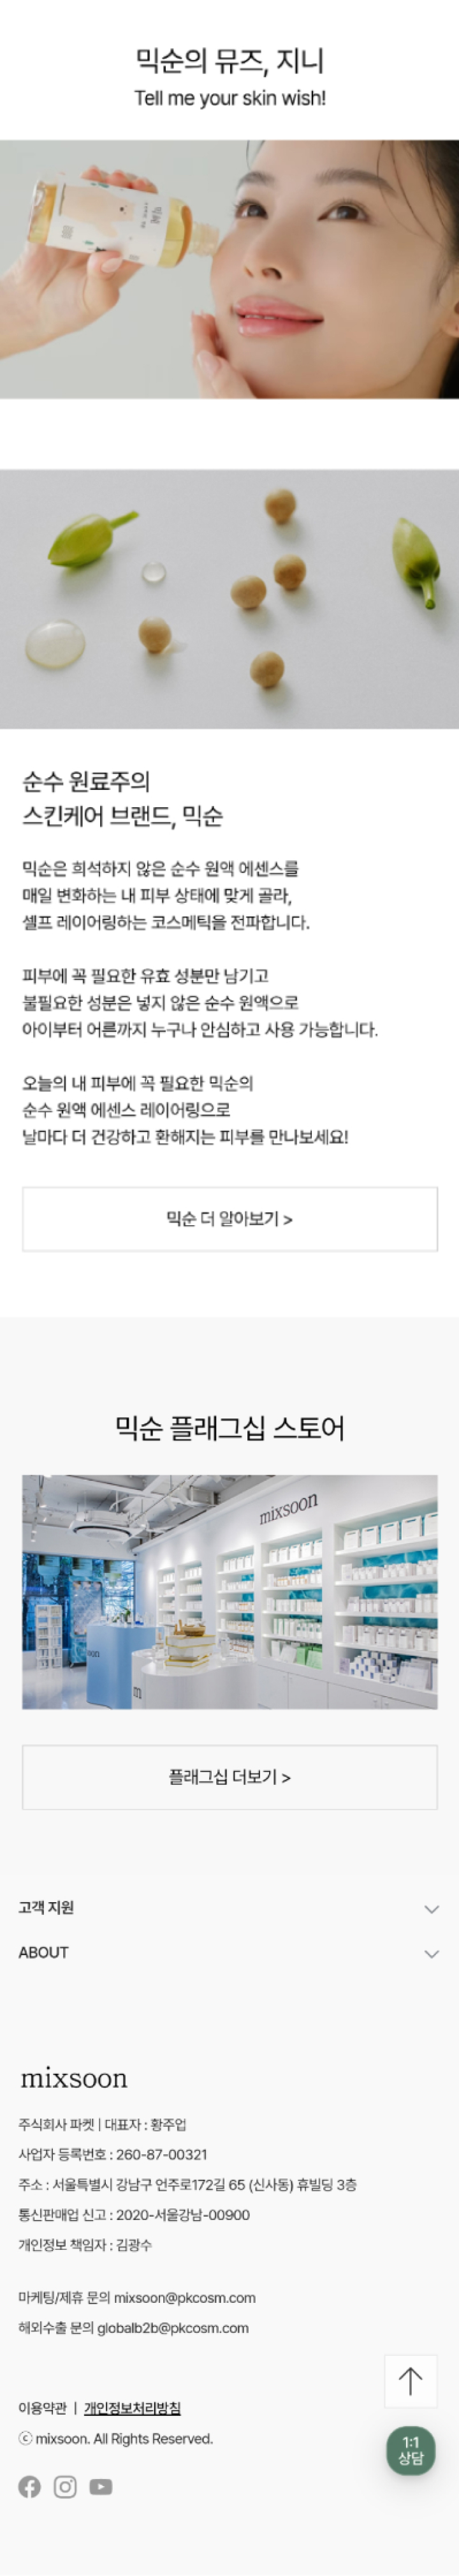 믹순의 뮤즈, 지니
Tell me your skin wish!
믹순
순수 원료주의
스킨케어 브랜드, 믹순
믹순은 희석하지 않은 순수 원액 에센스를
매일 변화하는 내 피부 상태에 맞게 골라,
셀프 레이어링하는 코스메틱을 전파합니다.
피부에 꼭 필요한 유효 성분만 남기고
불필요한 성분은 넣지 않은 순수 원액으로
아이부터 어른까지 누구나 안심하고 사용 가능합니다.
오늘의 내 피부에 꼭 필요한 믹순의
순수 원액 에센스 레이어링으로
날마다 더 건강하고 환해지는 피부를 만나보세요!
믹순 더 알아보기 >
믹순 플래그십 스토어
mixsoon
soon
m
플래그십 더보기 >
고객 지원
ABOUT
mixsoon
주식회사 파켓 | 대표자 : 황주업
사업자 등록번호 : 260-87-00321
주소 : 서울특별시 강남구 언주로172길 65 (신사동) 휴빌딩 3층
통신판매업 신고 : 2020-서울강남-00900
개인정보 책임자 : 김광수
마케팅/제휴 문의 mixsoon@pkcosm.com
해외수출 문의 globalb2b@pkcosm.com
이용약관 | 개인정보처리방침
ⓒ mixsoon. All Rights Reserved.
1:1
상담